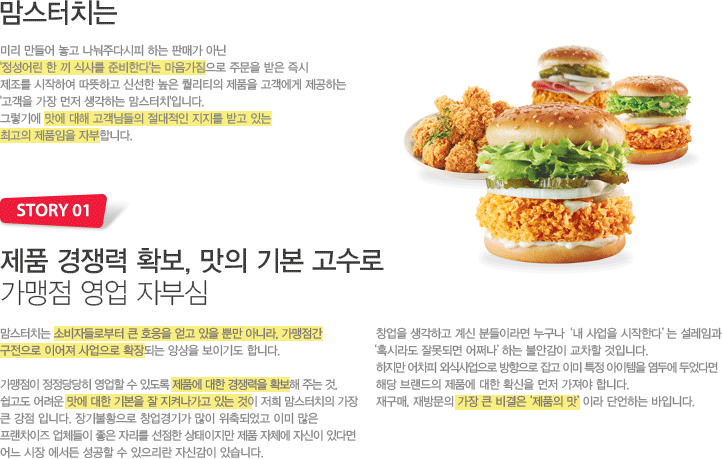 맘스터치는
미리 만들어 놓고 나눠주다시피 하는 판매가 아닌
'정성어린 한 끼 식사를 준비한다'는 마음가짐으로 주문을 받은 즉시
제조를 시작하여 따뜻하고 신선한 높은 퀄리티의 제품을 고객에게 제공하는
'고객을 가장 먼저 생각하는 맘스터치'입니다.
그렇기에 맛에 대해 고객님들의 절대적인 지지를 받고 있는
최고의 제품임을 자부합니다.
STORY 01
제품 경쟁력 확보, 맛의 기본 고수로
가맹점 영업 자부심
맘스터치는 소비자들로부터 큰 호응을 얻고 있을 뿐만 아니라, 가맹점간
구전으로 이어져 사업으로 확장되는 양상을 보이기도 합니다.
가맹점이 정정당당히 영업할 수 있도록 제품에 대한 경쟁력을 확보해 주는 것,
쉽고도 어려운 맛에 대한 기본을 잘 지켜나가고 있는 것이 저희 맘스터치의 가장
큰 강점 입니다. 장기불황으로 창업경기가 많이 위축되었고 이미 많은
프랜차이즈 업체들이 좋은 자리를 선점한 상태이지만 제품 자체에 자신이 있다면
어느 시장 에서든 성공할 수 있으리란 자신감이 있습니다.
창업을 생각하고 계신 분들이라면 누구나 '내 사업을 시작한다' 는 설레임과
'혹시라도 잘못되면 어쩌나' 하는 불안감이 교차할 것입니다.
하지만 어차피 외식사업으로 방향으로 잡고 이미 특정 아이템을 염두에 두었다면
해당 브랜드의 제품에 대한 확신을 먼저 가져야 합니다.
재구매, 재방문의 가장 큰 비결은 '제품의 맛' 이라 단언하는 바입니다.